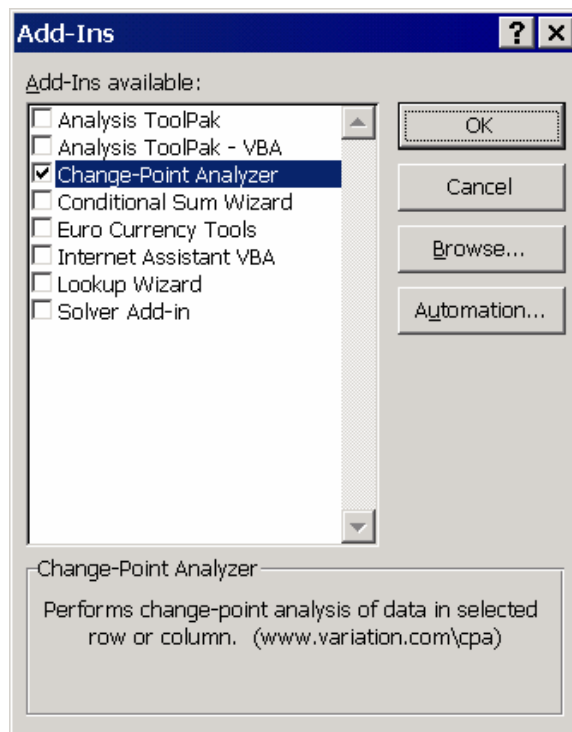 Add-Ins
Add-Ins available:
Analysis ToolPak
Analysis ToolPak - VBA
Change-Point Analyzer
Conditional Sum Wizard
Euro Currency Tools
Internet Assistant VBA
Lookup Wizard
Solver Add-in
OK
Cancel
Browse...
Automation...
Change-Point Analyzer
Performs change-point analysis of data in selected
row or column. (www.variation.com\cpa)